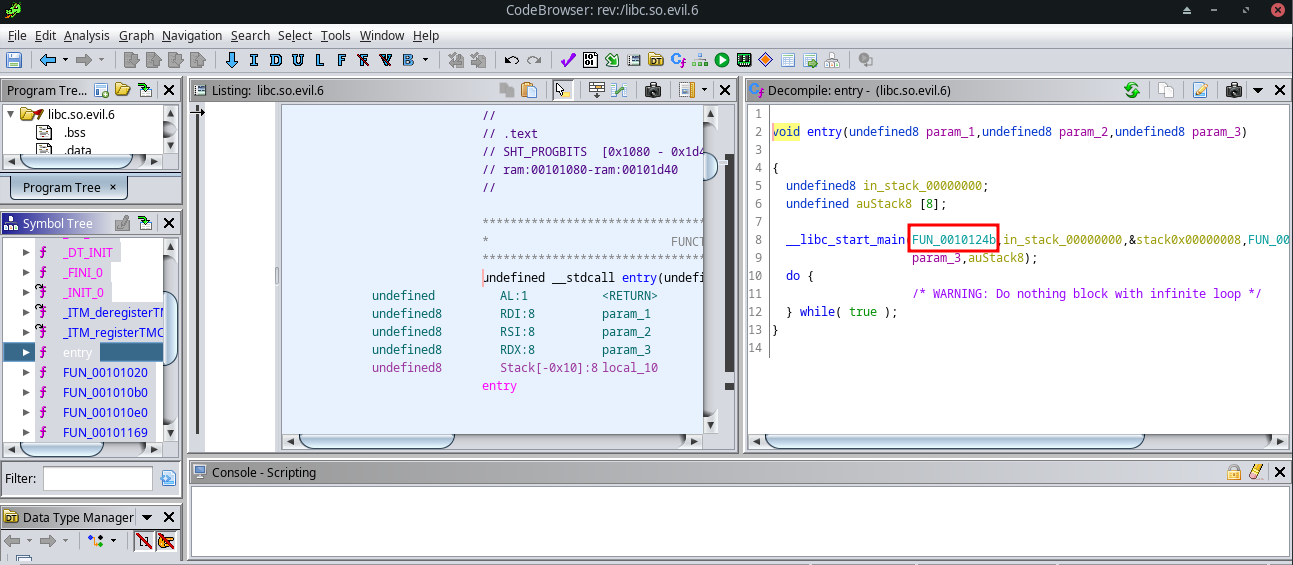 CodeBrowser: rev:/libc.so.evil.6
File Edit Analysis Graph Navigation Search Select Tools Window Help
I D U L F B
Program Tree...
libc.so.evil.6
.bss
.data
Program Tree ×
Symbol Tree
f _DT_INIT
f _FINI_0
f _INIT_0
f _ITM_deregisterTM
f _ITM_registerTMC
f entry
f FUN_00101020
f FUN_001010b0
f FUN_001010e0
f FUN_00101169
Filter:
Data Type Manager
Listing: libc.so.evil.6
//
// .text
// SHT_PROGBITS [0x1080 - 0x1d4
// ram:00101080-ram:00101d40
//
*********************************
* FUNCT
*********************************
undefined __stdcall entry(undefi
undefined AL:1 <RETURN>
undefined8 RDI:8 param_1
undefined8 RSI:8 param_2
undefined8 RDX:8 param_3
undefined8 Stack[-0x10]:8 local_10
entry
Decompile: entry - (libc.so.evil.6)
1
2 void entry(undefined8 param_1,undefined8 param_2,undefined8 param_3)
3
4 {
5 undefined8 in_stack_00000000;
6 undefined auStack8 [8];
7
8 __libc_start_main(FUN_0010124b,in_stack_00000000,&stack0x00000008,FUN_00
9 param_3,auStack8);
10 do {
11 /* WARNING: Do nothing block with infinite loop */
12 } while( true );
13 }
14
Console - Scripting